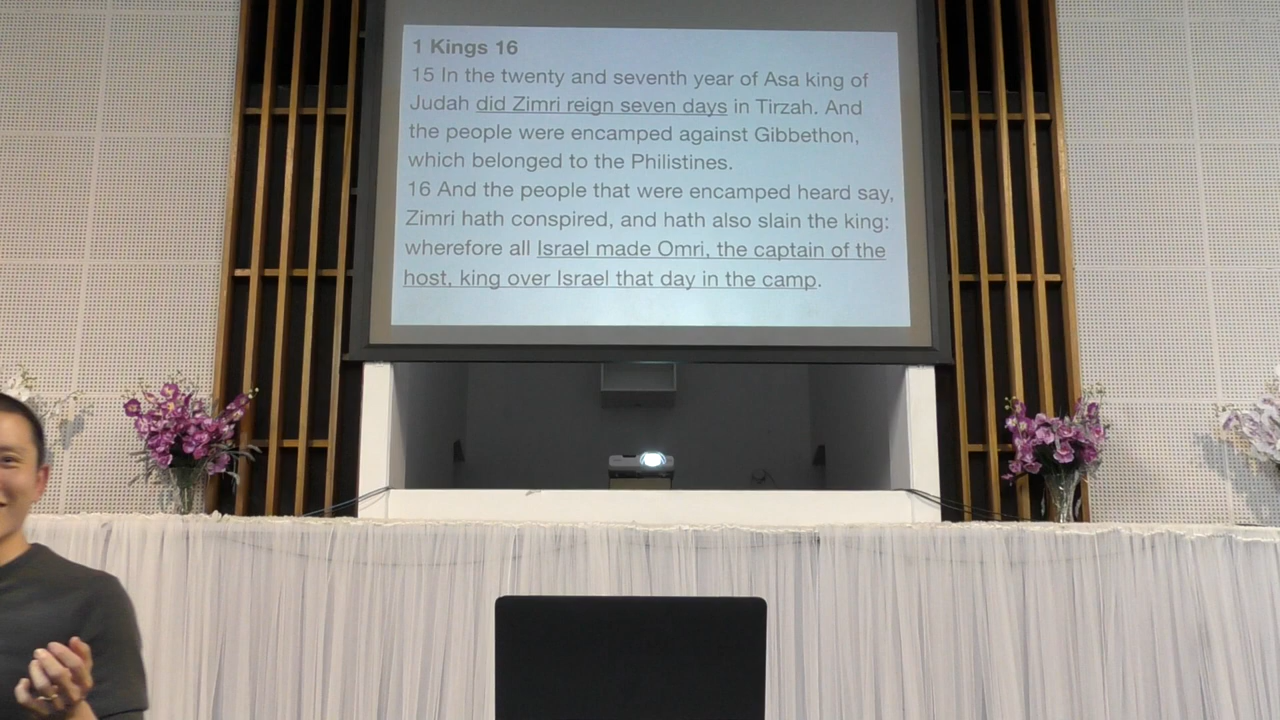 1 Kings 16
15 In the twenty and seventh year of Asa king of
Judah did Zimri reign seven days in Tirzah. And
the people were encamped against Gibbethon,
which belonged to the Philistines.
16 And the people that were encamped heard say,
Zimri hath conspired, and hath also slain the king:
wherefore all Israel made Omri, the captain of the
host, king over Israel that day in the camp.